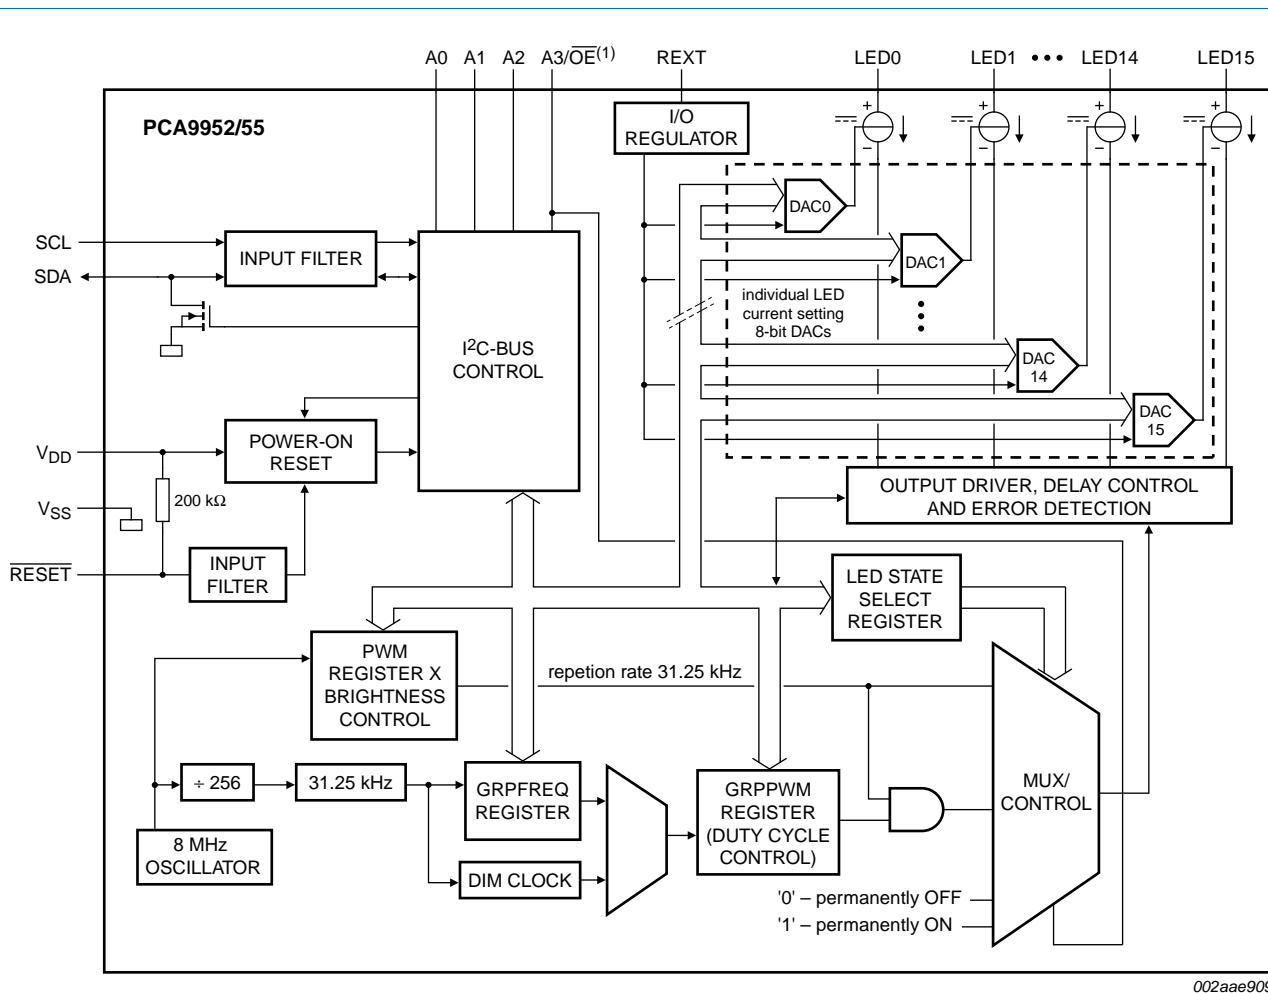 A0 A1 A2 A3/OE(1) REXT LED0 LED1 LED14 LED15
PCA9952/55
I/O
REGULATOR
+ + + +
− − − −
DAC0
SCL
INPUT FILTER
SDA
DAC1
individual LED
current setting
8-bit DACs
I2C-BUS
CONTROL
DAC
14
DAC
15
VDD
POWER-ON
RESET
200 kΩ
VSS
OUTPUT DRIVER, DELAY CONTROL
AND ERROR DETECTION
RESET
INPUT
FILTER
LED STATE
SELECT
REGISTER
PWM
REGISTER X
BRIGHTNESS
CONTROL
repetion rate 31.25 kHz
÷ 256
31.25 kHz
GRPFREQ
REGISTER
GRPPWM
REGISTER
(DUTY CYCLE
CONTROL)
MUX/
CONTROL
8 MHz
OSCILLATOR
DIM CLOCK
'0' – permanently OFF
'1' – permanently ON
002aae909